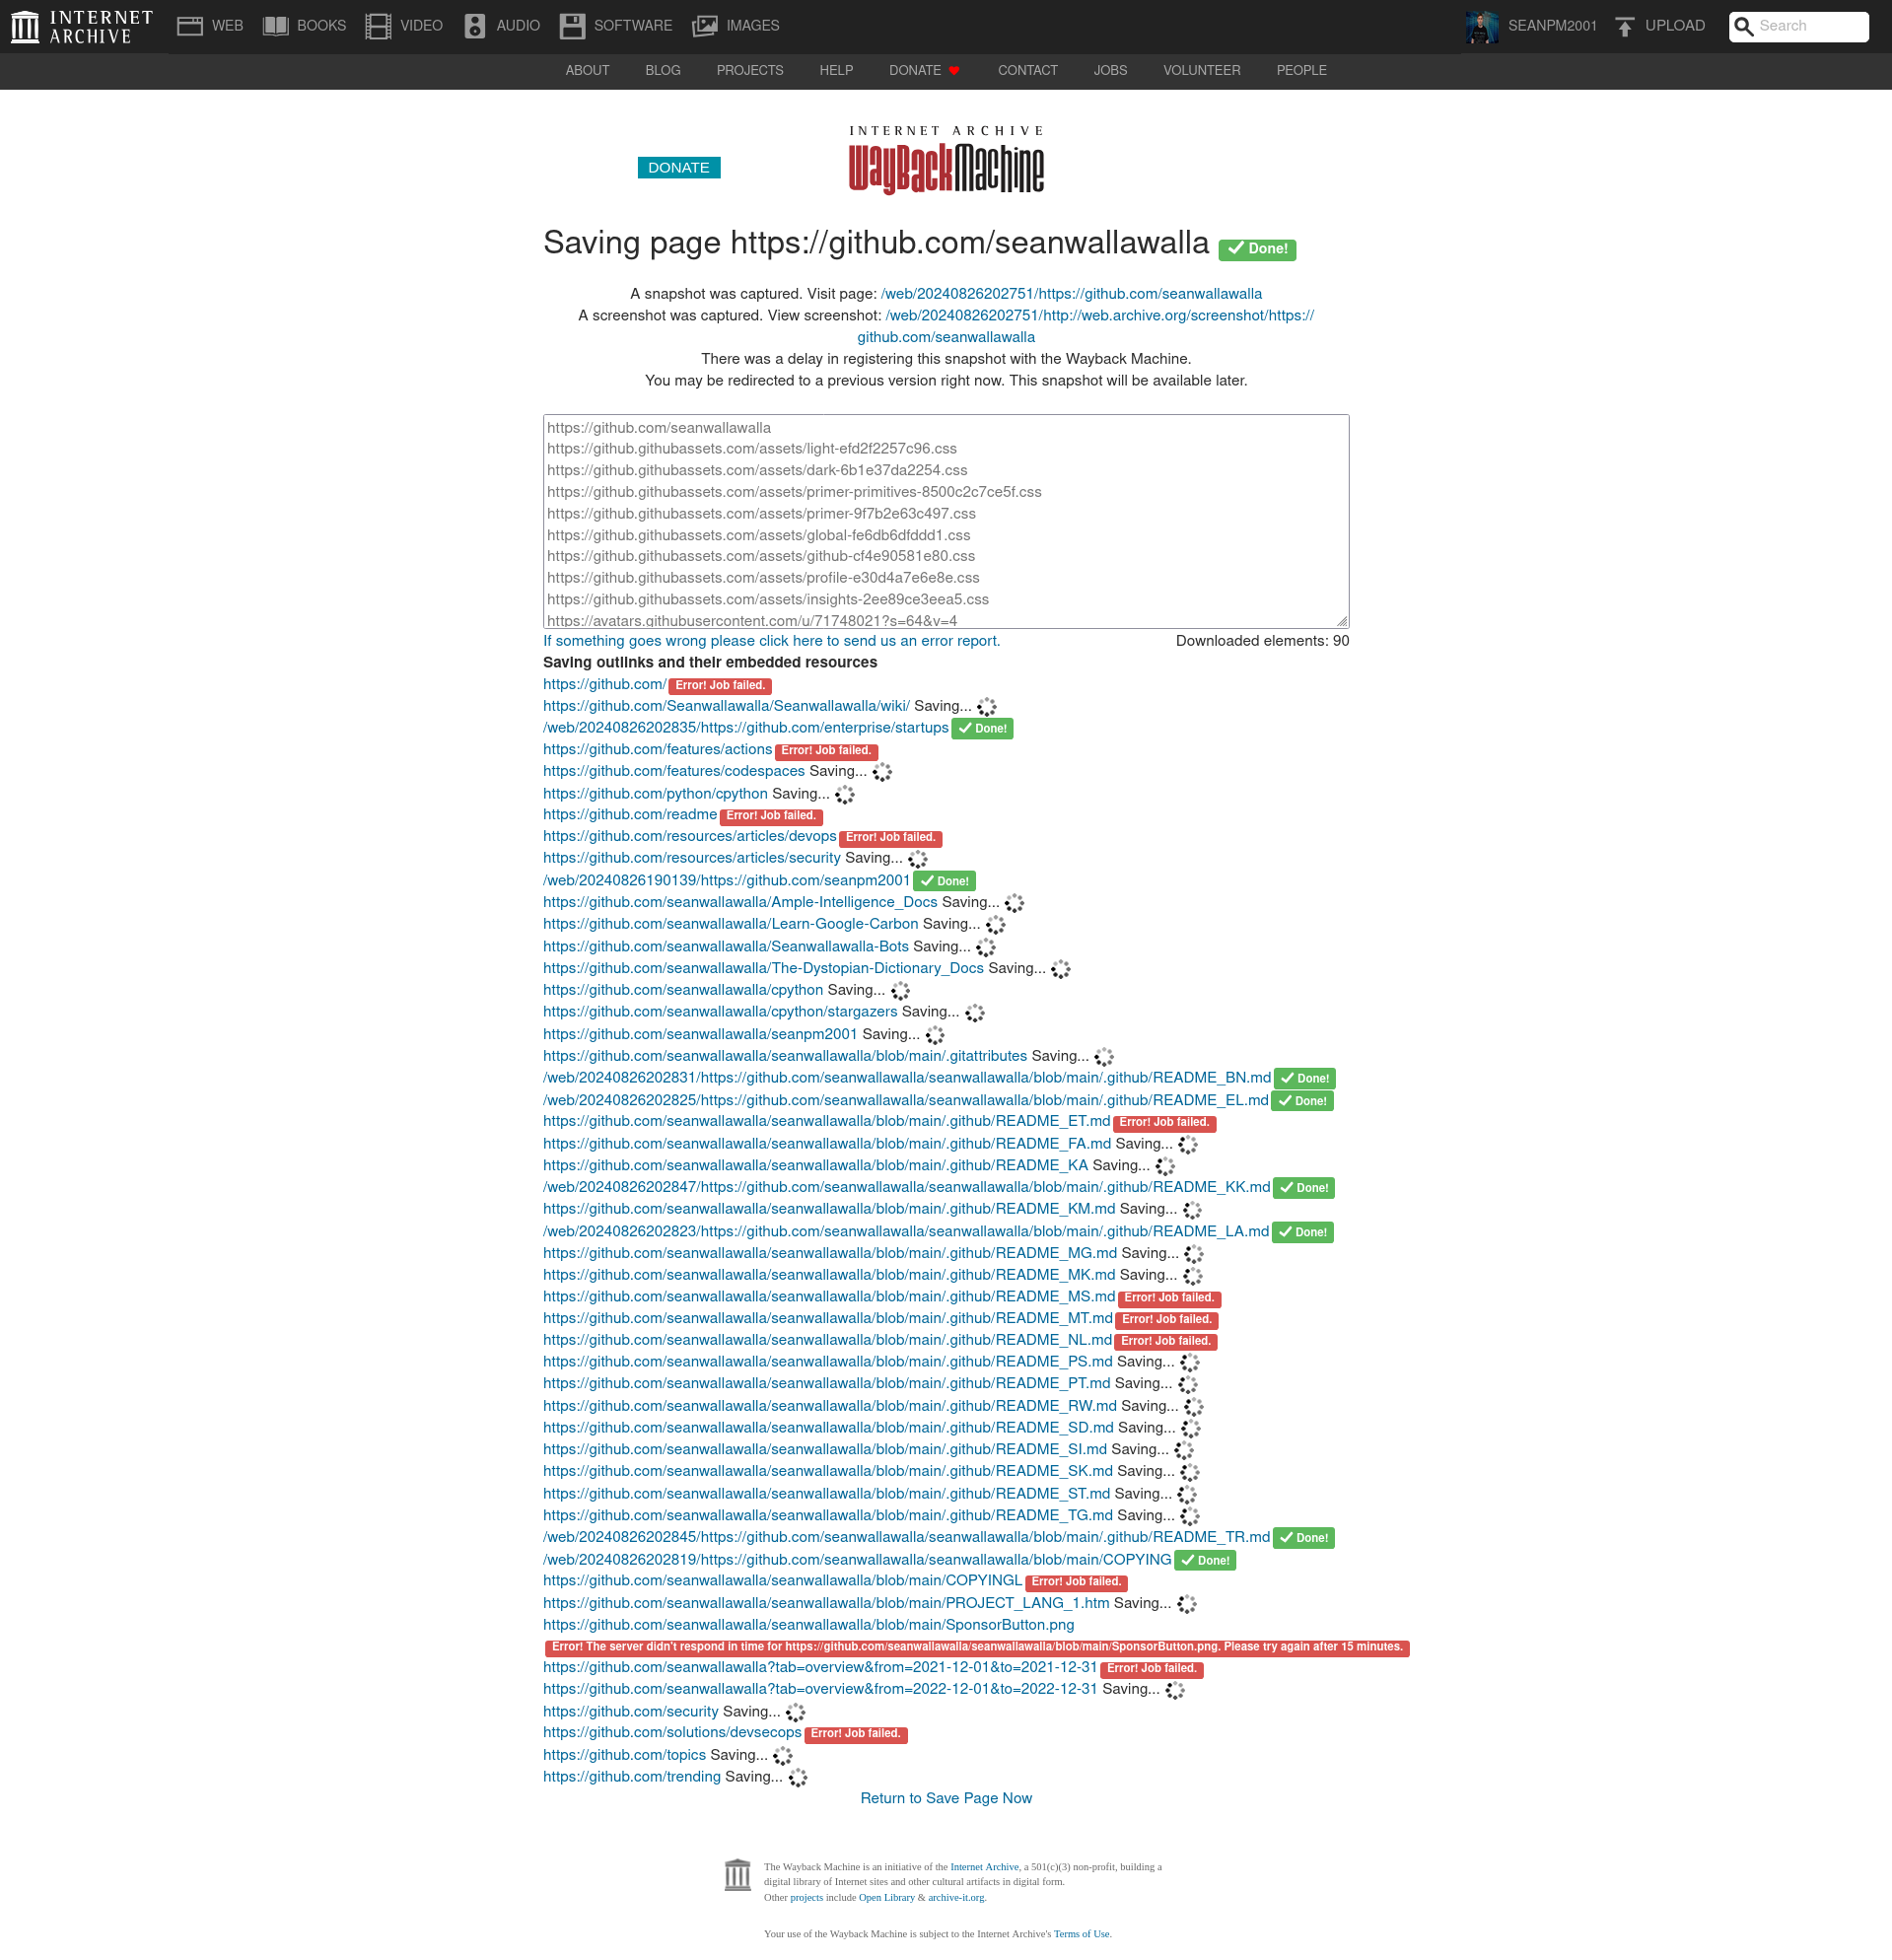 INTERNET ARCHIVE
WEB BOOKS VIDEO AUDIO SOFTWARE IMAGES SEANPM2001 UPLOAD Search
ABOUT BLOG PROJECTS HELP DONATE CONTACT JOBS VOLUNTEER PEOPLE
INTERNET ARCHIVE
DONATE WayBackMachine
Saving page https://github.com/seanwallawalla Done!
A snapshot was captured. Visit page: /web/20240826202751/https://github.com/seanwallawalla
A screenshot was captured. View screenshot: /web/20240826202751/http://web.archive.org/screenshot/https://
github.com/seanwallawalla
There was a delay in registering this snapshot with the Wayback Machine.
You may be redirected to a previous version right now. This snapshot will be available later.
https://github.com/seanwallawalla
https://github.githubassets.com/assets/light-efd2f2257c96.css
https://github.githubassets.com/assets/dark-6b1e37da2254.css
https://github.githubassets.com/assets/primer-primitives-8500c2c7ce5f.css
https://github.githubassets.com/assets/primer-9f7b2e63c497.css
https://github.githubassets.com/assets/global-fe6db6dfddd1.css
https://github.githubassets.com/assets/github-cf4e90581e80.css
https://github.githubassets.com/assets/profile-e30d4a7e6e8e.css
https://github.githubassets.com/assets/insights-2ee89ce3eea5.css
https://avatars.githubusercontent.com/u/71748021?s=64&v=4
If something goes wrong please click here to send us an error report. Downloaded elements: 90
Saving outlinks and their embedded resources
https://github.com/ Error! Job failed.
https://github.com/Seanwallawalla/Seanwallawalla/wiki/ Saving...
/web/20240826202835/https://github.com/enterprise/startups Done!
https://github.com/features/actions Error! Job failed.
https://github.com/features/codespaces Saving...
https://github.com/python/cpython Saving...
https://github.com/readme Error! Job failed.
https://github.com/resources/articles/devops Error! Job failed.
https://github.com/resources/articles/security Saving...
/web/20240826190139/https://github.com/seanpm2001 Done!
https://github.com/seanwallawalla/Ample-Intelligence_Docs Saving...
https://github.com/seanwallawalla/Learn-Google-Carbon Saving...
https://github.com/seanwallawalla/Seanwallawalla-Bots Saving...
https://github.com/seanwallawalla/The-Dystopian-Dictionary_Docs Saving...
https://github.com/seanwallawalla/cpython Saving...
https://github.com/seanwallawalla/cpython/stargazers Saving...
https://github.com/seanwallawalla/seanpm2001 Saving...
https://github.com/seanwallawalla/seanwallawalla/blob/main/.gitattributes Saving...
/web/20240826202831/https://github.com/seanwallawalla/seanwallawalla/blob/main/.github/README_BN.md Done!
/web/20240826202825/https://github.com/seanwallawalla/seanwallawalla/blob/main/.github/README_EL.md Done!
https://github.com/seanwallawalla/seanwallawalla/blob/main/.github/README_ET.md Error! Job failed.
https://github.com/seanwallawalla/seanwallawalla/blob/main/.github/README_FA.md Saving...
https://github.com/seanwallawalla/seanwallawalla/blob/main/.github/README_KA Saving...
/web/20240826202847/https://github.com/seanwallawalla/seanwallawalla/blob/main/.github/README_KK.md Done!
https://github.com/seanwallawalla/seanwallawalla/blob/main/.github/README_KM.md Saving...
/web/20240826202823/https://github.com/seanwallawalla/seanwallawalla/blob/main/.github/README_LA.md Done!
https://github.com/seanwallawalla/seanwallawalla/blob/main/.github/README_MG.md Saving...
https://github.com/seanwallawalla/seanwallawalla/blob/main/.github/README_MK.md Saving...
https://github.com/seanwallawalla/seanwallawalla/blob/main/.github/README_MS.md Error! Job failed.
https://github.com/seanwallawalla/seanwallawalla/blob/main/.github/README_MT.md Error! Job failed.
https://github.com/seanwallawalla/seanwallawalla/blob/main/.github/README_NL.md Error! Job failed.
https://github.com/seanwallawalla/seanwallawalla/blob/main/.github/README_PS.md Saving...
https://github.com/seanwallawalla/seanwallawalla/blob/main/.github/README_PT.md Saving...
https://github.com/seanwallawalla/seanwallawalla/blob/main/.github/README_RW.md Saving...
https://github.com/seanwallawalla/seanwallawalla/blob/main/.github/README_SD.md Saving...
https://github.com/seanwallawalla/seanwallawalla/blob/main/.github/README_SI.md Saving...
https://github.com/seanwallawalla/seanwallawalla/blob/main/.github/README_SK.md Saving...
https://github.com/seanwallawalla/seanwallawalla/blob/main/.github/README_ST.md Saving...
https://github.com/seanwallawalla/seanwallawalla/blob/main/.github/README_TG.md Saving...
/web/20240826202845/https://github.com/seanwallawalla/seanwallawalla/blob/main/.github/README_TR.md Done!
/web/20240826202819/https://github.com/seanwallawalla/seanwallawalla/blob/main/COPYING Done!
https://github.com/seanwallawalla/seanwallawalla/blob/main/COPYINGL Error! Job failed.
https://github.com/seanwallawalla/seanwallawalla/blob/main/PROJECT_LANG_1.htm Saving...
https://github.com/seanwallawalla/seanwallawalla/blob/main/SponsorButton.png
Error! The server didn't respond in time for https://github.com/seanwallawalla/seanwallawalla/blob/main/SponsorButton.png. Please try again after 15 minutes.
https://github.com/seanwallawalla?tab=overview&from=2021-12-01&to=2021-12-31 Error! Job failed.
https://github.com/seanwallawalla?tab=overview&from=2022-12-01&to=2022-12-31 Saving...
https://github.com/security Saving...
https://github.com/solutions/devsecops Error! Job failed.
https://github.com/topics Saving...
https://github.com/trending Saving...
Return to Save Page Now
The Wayback Machine is an initiative of the Internet Archive, a 501(c)(3) non-profit, building a
digital library of Internet sites and other cultural artifacts in digital form.
Other projects include Open Library & archive-it.org.
Your use of the Wayback Machine is subject to the Internet Archive's Terms of Use.